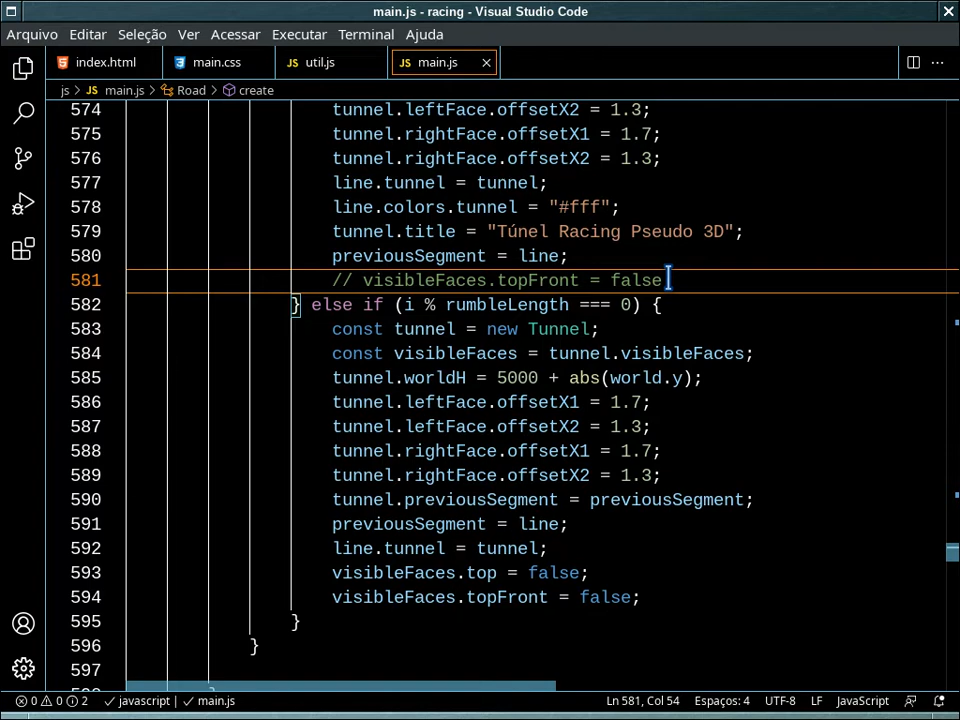 main.js - racing - Visual Studio Code
Arquivo Editar Seleção Ver Acessar Executar Terminal Ajuda
index.html main.css JS util.js JS main.js
js > JS main.js > Road > create
574 tunnel.leftFace.offsetX2 = 1.3;
575 tunnel.rightFace.offsetX1 = 1.7;
576 tunnel.rightFace.offsetX2 = 1.3;
577 line.tunnel = tunnel;
578 line.colors.tunnel = "#fff";
579 tunnel.title = "Túnel Racing Pseudo 3D";
580 previousSegment = line;
581 // visibleFaces.topFront = false
582 } else if (i % rumbleLength === 0) {
583 const tunnel = new Tunnel;
584 const visibleFaces = tunnel.visibleFaces;
585 tunnel.worldH = 5000 + abs(world.y);
586 tunnel.leftFace.offsetX1 = 1.7;
587 tunnel.leftFace.offsetX2 = 1.3;
588 tunnel.rightFace.offsetX1 = 1.7;
589 tunnel.rightFace.offsetX2 = 1.3;
590 tunnel.previousSegment = previousSegment;
591 previousSegment = line;
592 line.tunnel = tunnel;
593 visibleFaces.top = false;
594 visibleFaces.topFront = false;
595 }
596 }
597
0 0 2 javascript | main.js Ln 581, Col 54 Espaços: 4 UTF-8 LF JavaScript